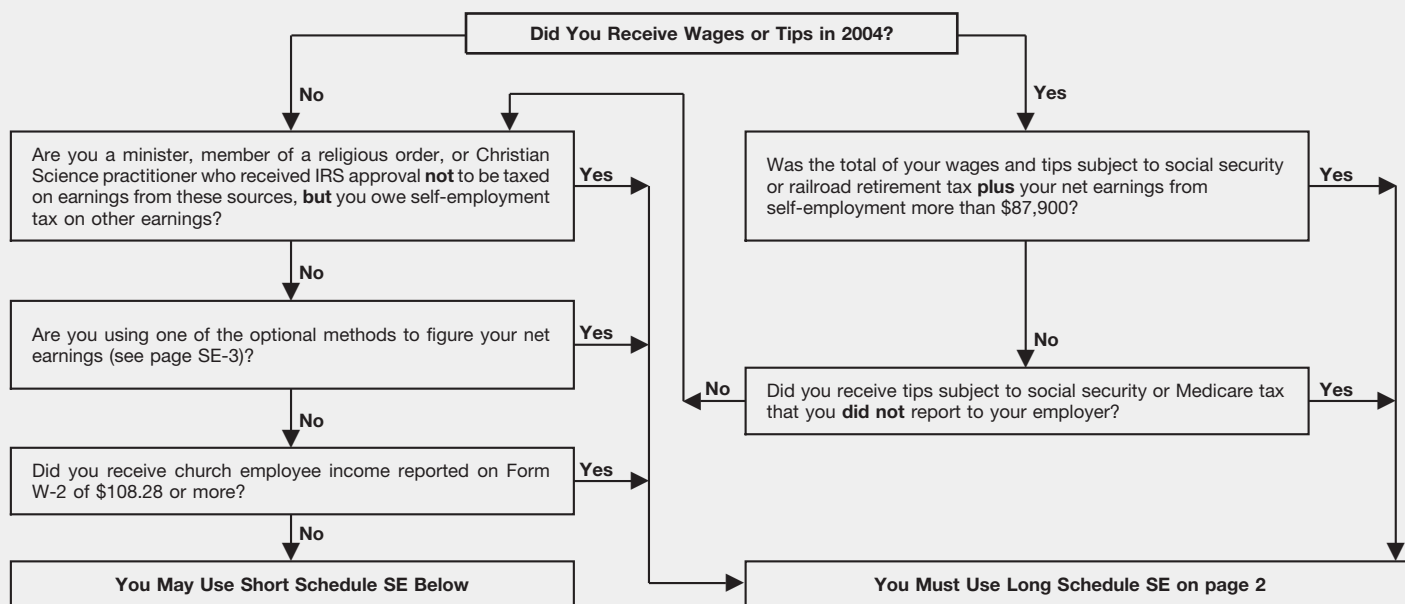 Did You Receive Wages or Tips in 2004?
No
Yes
Are you a minister, member of a religious order, or Christian
Science practitioner who received IRS approval not to be taxed
on earnings from these sources, but you owe self-employment
tax on other earnings?
Yes
Was the total of your wages and tips subject to social security
or railroad retirement tax plus your net earnings from
self-employment more than $87,900?
Yes
No
Are you using one of the optional methods to figure your net
earnings (see page SE-3)?
Yes
No
No
Did you receive tips subject to social security or Medicare tax
that you did not report to your employer?
Yes
No
Did you receive church employee income reported on Form
W-2 of $108.28 or more?
Yes
No
You May Use Short Schedule SE Below
You Must Use Long Schedule SE on page 2